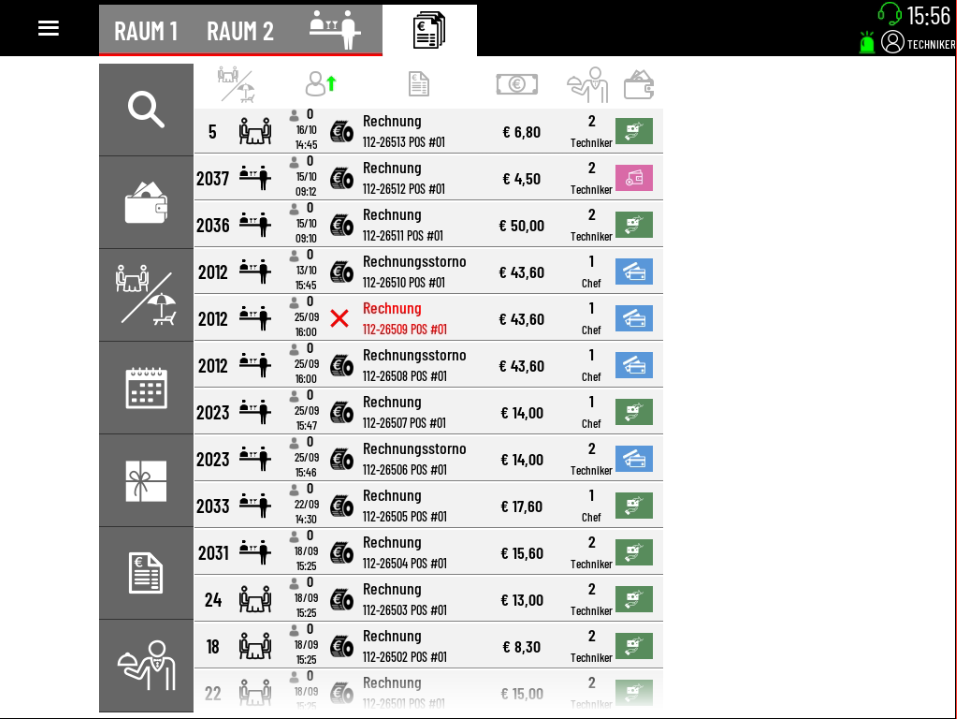 RAUM 1 RAUM 2 15:56
TECHNIKER
5 0 16/10 14:45 Rechnung 112-26513 POS #01 € 6,80 2 Techniker
2037 0 15/10 09:12 Rechnung 112-26512 POS #01 € 4,50 2 Techniker
2036 0 15/10 09:10 Rechnung 112-26511 POS #01 € 50,00 2 Techniker
2012 0 13/10 15:45 Rechnungsstorno 112-26510 POS #01 € 43,60 1 Chef
2012 0 25/09 16:00 Rechnung 112-26509 POS #01 € 43,60 1 Chef
2012 0 25/09 16:00 Rechnungsstorno 112-26508 POS #01 € 43,60 1 Chef
2023 0 25/09 15:47 Rechnung 112-26507 POS #01 € 14,00 1 Chef
2023 0 25/09 15:46 Rechnungsstorno 112-26506 POS #01 € 14,00 2 Techniker
2033 0 22/09 14:30 Rechnung 112-26505 POS #01 € 17,60 1 Chef
2031 0 18/09 15:25 Rechnung 112-26504 POS #01 € 15,60 2 Techniker
24 0 18/09 15:25 Rechnung 112-26503 POS #01 € 13,00 2 Techniker
18 0 18/09 15:25 Rechnung 112-26502 POS #01 € 8,30 2 Techniker
22 0 18/09 15:25 Rechnung 112-26501 POS #01 € 15,00 2 Techniker